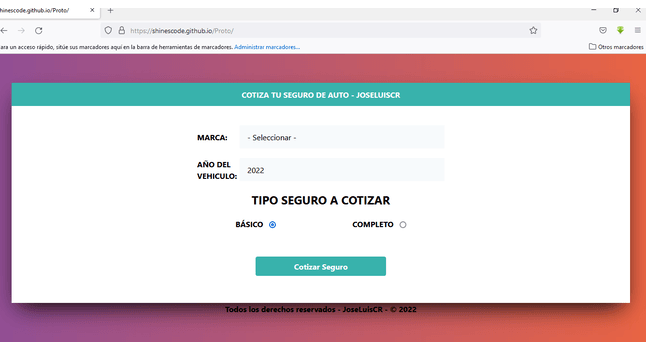 hinescode.github.io/Proto/
https://shinescode.github.io/Proto/
ara un acceso rápido, sitúe sus marcadores aquí en la barra de herramientas de marcadores. Administrar marcadores... Otros marcadores
COTIZA TU SEGURO DE AUTO - JOSELUISCR
MARCA: - Seleccionar -
AÑO DEL
VEHICULO: 2022
TIPO SEGURO A COTIZAR
BÁSICO COMPLETO
Cotizar Seguro
Todos los derechos reservados - JoseLuisCR - © 2022